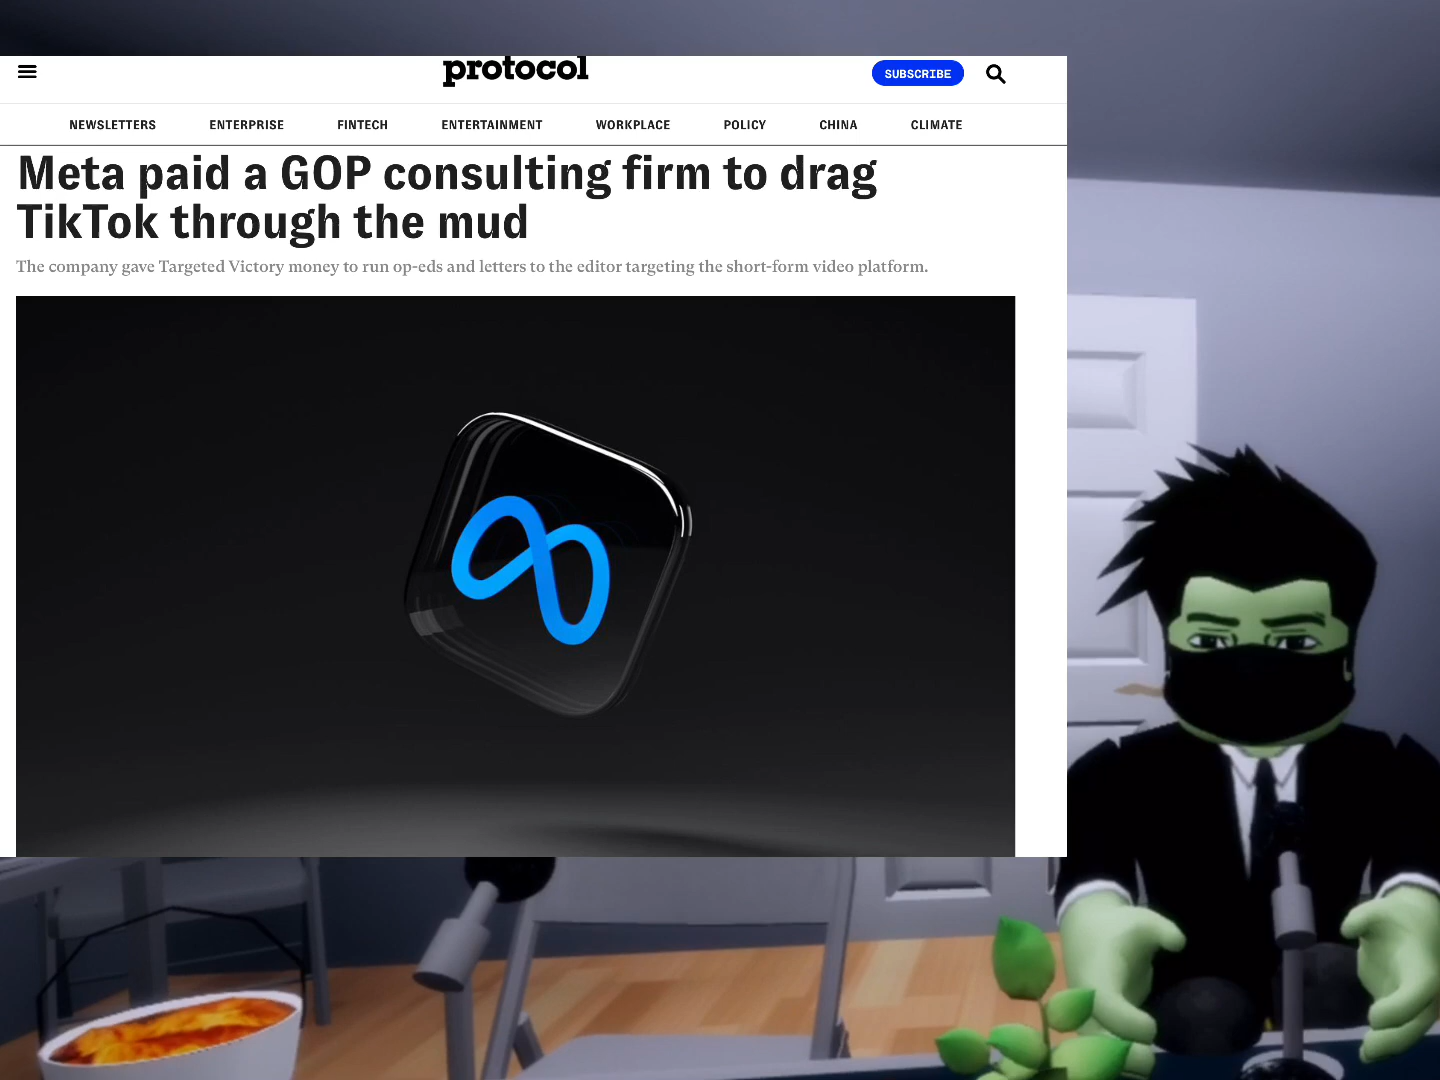 protocol
SUBSCRIBE
NEWSLETTERS ENTERPRISE FINTECH ENTERTAINMENT WORKPLACE POLICY CHINA CLIMATE
Meta paid a GOP consulting firm to drag
TikTok through the mud
The company gave Targeted Victory money to run op-eds and letters to the editor targeting the short-form video platform.